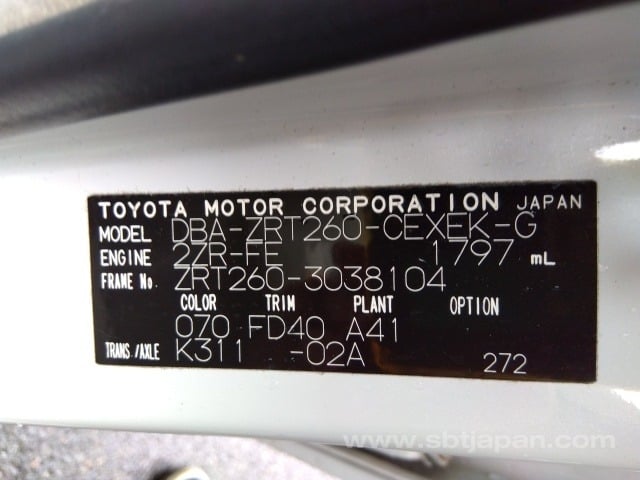 TOYOTA MOTOR CORPORATION JAPAN
MODEL DBA-ZRT260-CEXEK-G
ENGINE 2ZR-FE 1797 mL
FRAME No. ZRT260-3038104
COLOR TRIM PLANT OPTION
070 FD40 A41
TRANS./AXLE K311 -02A 272
www.sbtjapan.com